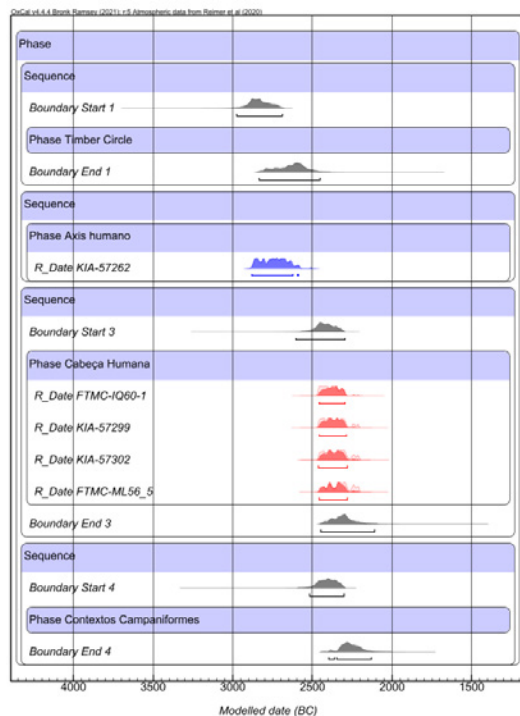 OxCal v4.4.4 Bronk Ramsey (2021); r:5 Atmospheric data from Reimer et al (2020)
Phase
Sequence
Boundary Start 1
Phase Timber Circle
Boundary End 1
Sequence
Phase Axis humano
R_Date KIA-57262
Sequence
Boundary Start 3
Phase Cabeça Humana
R_Date FTMC-IQ60-1
R_Date KIA-57299
R_Date KIA-57302
R_Date FTMC-ML56_5
Boundary End 3
Sequence
Boundary Start 4
Phase Contextos Campaniformes
Boundary End 4
4000 3500 3000 2500 2000 1500
Modelled date (BC)